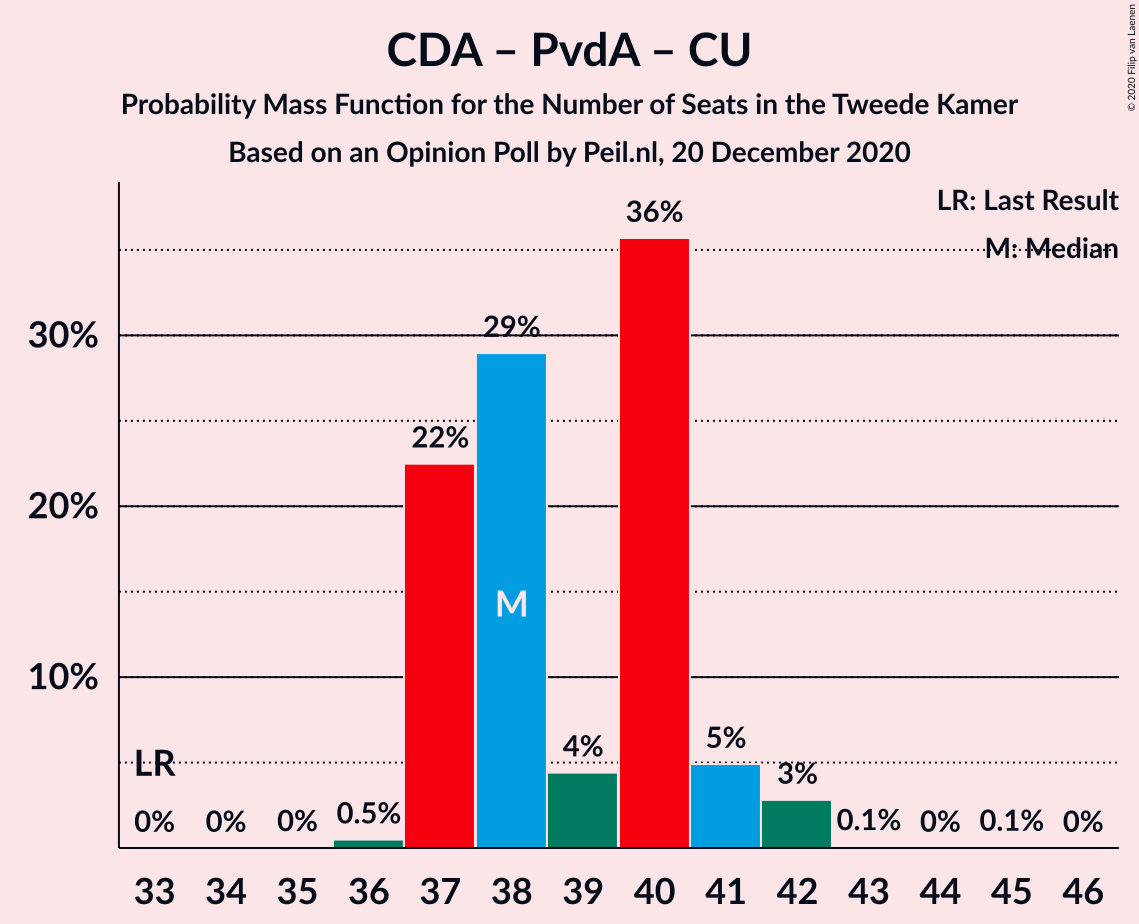 CDA – PvdA – CU
Probability Mass Function for the Number of Seats in the Tweede Kamer
Based on an Opinion Poll by Peil.nl, 20 December 2020
© 2020 Filip van Laenen
LR: Last Result
M: Median
36%
30%
29%
22%
20%
M
10%
LR
0%
0%
0%
0.5%
4%
5%
3%
0.1%
0%
0.1%
0%
33 34 35 36 37 38 39 40 41 42 43 44 45 46